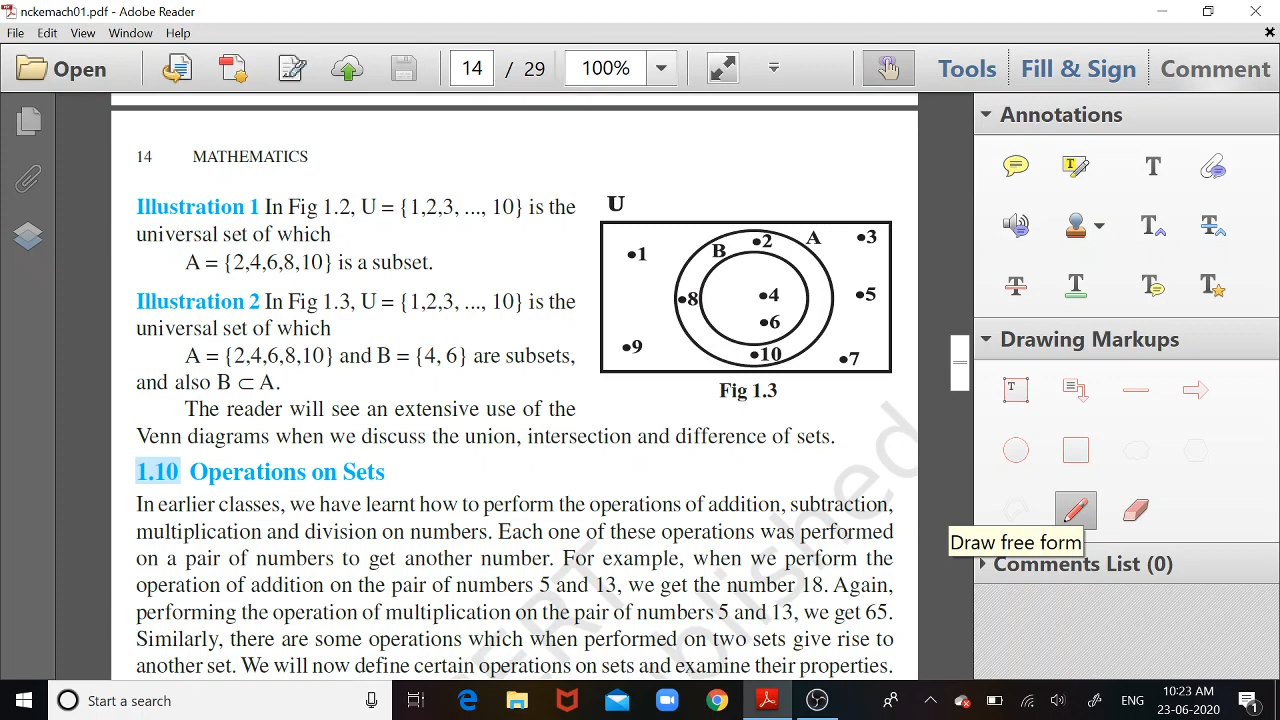 nckemach01.pdf - Adobe Reader
File Edit View Window Help
Open 14 / 29 100% Tools Fill & Sign Comment
Annotations
T
T
Drawing Markups
T
Draw free form
Comments List (0)
14 MATHEMATICS
Illustration 1 In Fig 1.2, U = {1,2,3, ..., 10} is the
universal set of which
A = {2,4,6,8,10} is a subset.
Illustration 2 In Fig 1.3, U = {1,2,3, ..., 10} is the
universal set of which
A = {2,4,6,8,10} and B = {4, 6} are subsets,
and also B ⊂ A.
The reader will see an extensive use of the
Venn diagrams when we discuss the union, intersection and difference of sets.
U
•1 B •2 A •3
•8 •4 •5
•6
•9 •10 •7
Fig 1.3
1.10 Operations on Sets
In earlier classes, we have learnt how to perform the operations of addition, subtraction,
multiplication and division on numbers. Each one of these operations was performed
on a pair of numbers to get another number. For example, when we perform the
operation of addition on the pair of numbers 5 and 13, we get the number 18. Again,
performing the operation of multiplication on the pair of numbers 5 and 13, we get 65.
Similarly, there are some operations which when performed on two sets give rise to
another set. We will now define certain operations on sets and examine their properties.
Start a search
ENG
10:23 AM
23-06-2020
1